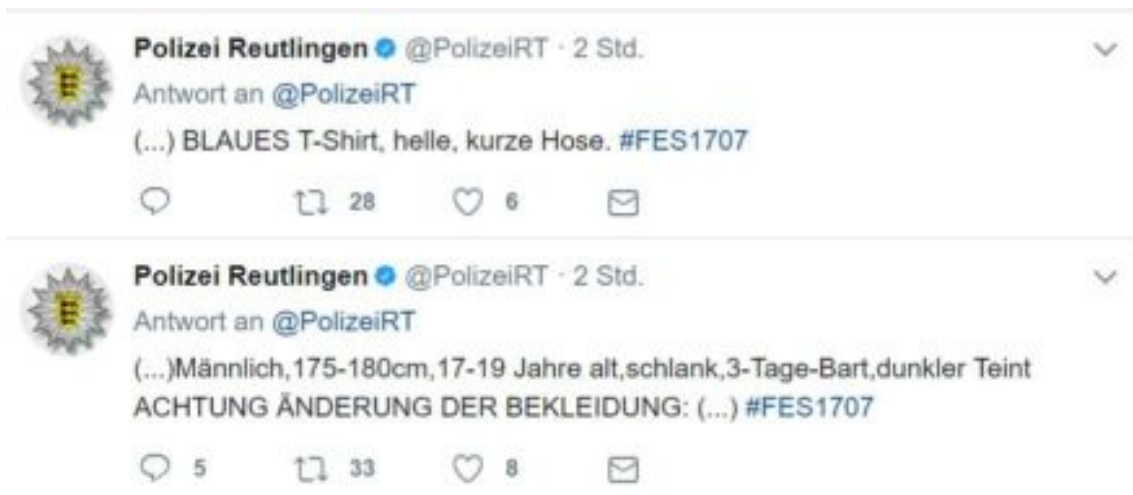 Polizei Reutlingen @PolizeiRT · 2 Std.
Antwort an @PolizeiRT
(...) BLAUES T-Shirt, helle, kurze Hose. #FES1707
28 6
Polizei Reutlingen @PolizeiRT · 2 Std.
Antwort an @PolizeiRT
(...)Männlich,175-180cm,17-19 Jahre alt,schlank,3-Tage-Bart,dunkler Teint
ACHTUNG ÄNDERUNG DER BEKLEIDUNG: (...) #FES1707
5 33 8